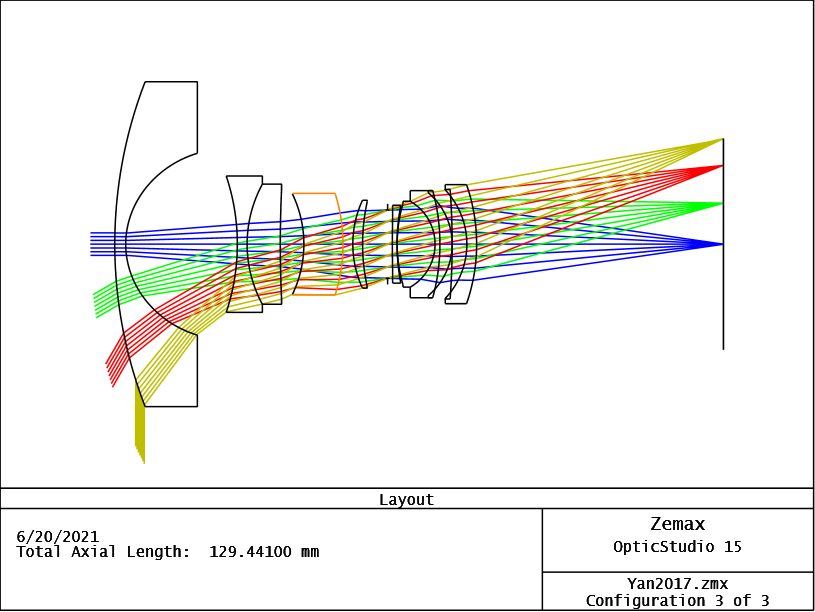 Layout
6/20/2021
Total Axial Length:  129.44100 mm
Zemax
OpticStudio 15
Yan2017.zmx
Configuration 3 of 3